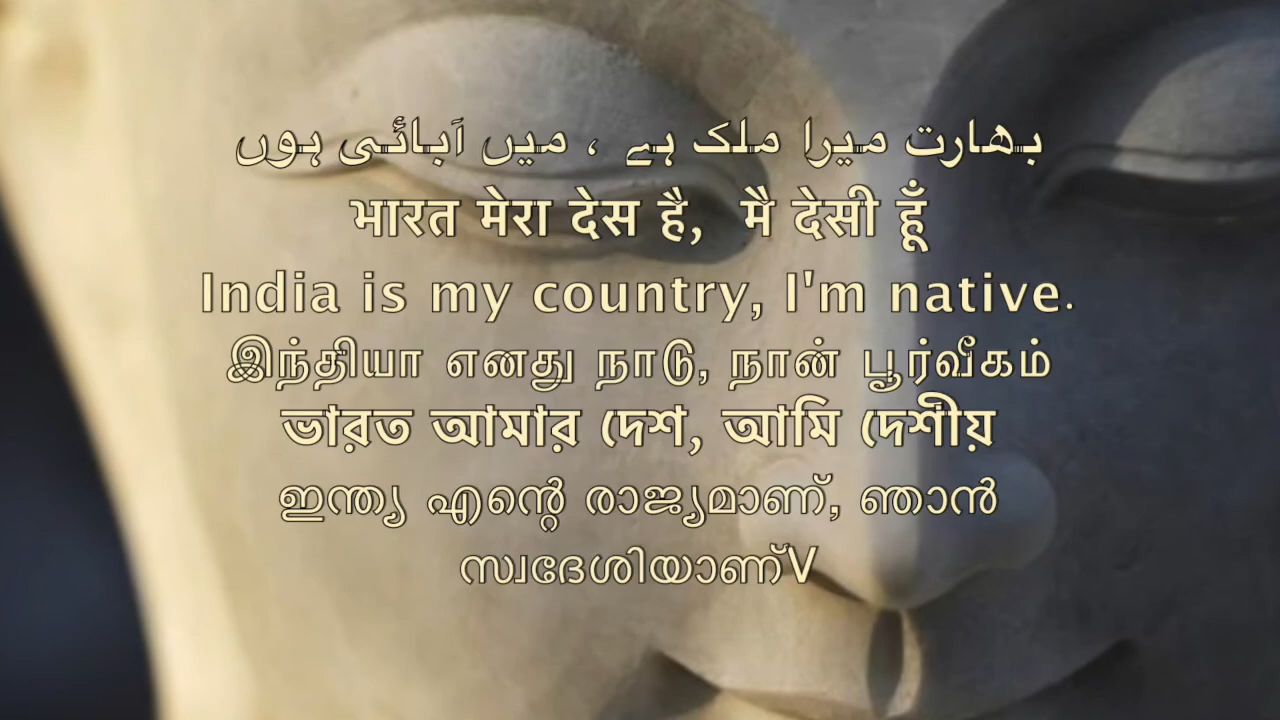 بھارت میرا ملک ہے ، میں آبائی ہوں
भारत मेरा देस है, मै देसी हूँ
India is my country, I'm native.
இந்தியா எனது நாடு, நான் பூர்வீகம்
ভারত আমার দেশ, আমি দেশীয়
ഇന്ത്യ എന്റെ രാജ്യമാണ്, ഞാൻ
സ്വദേശിയാണ്V